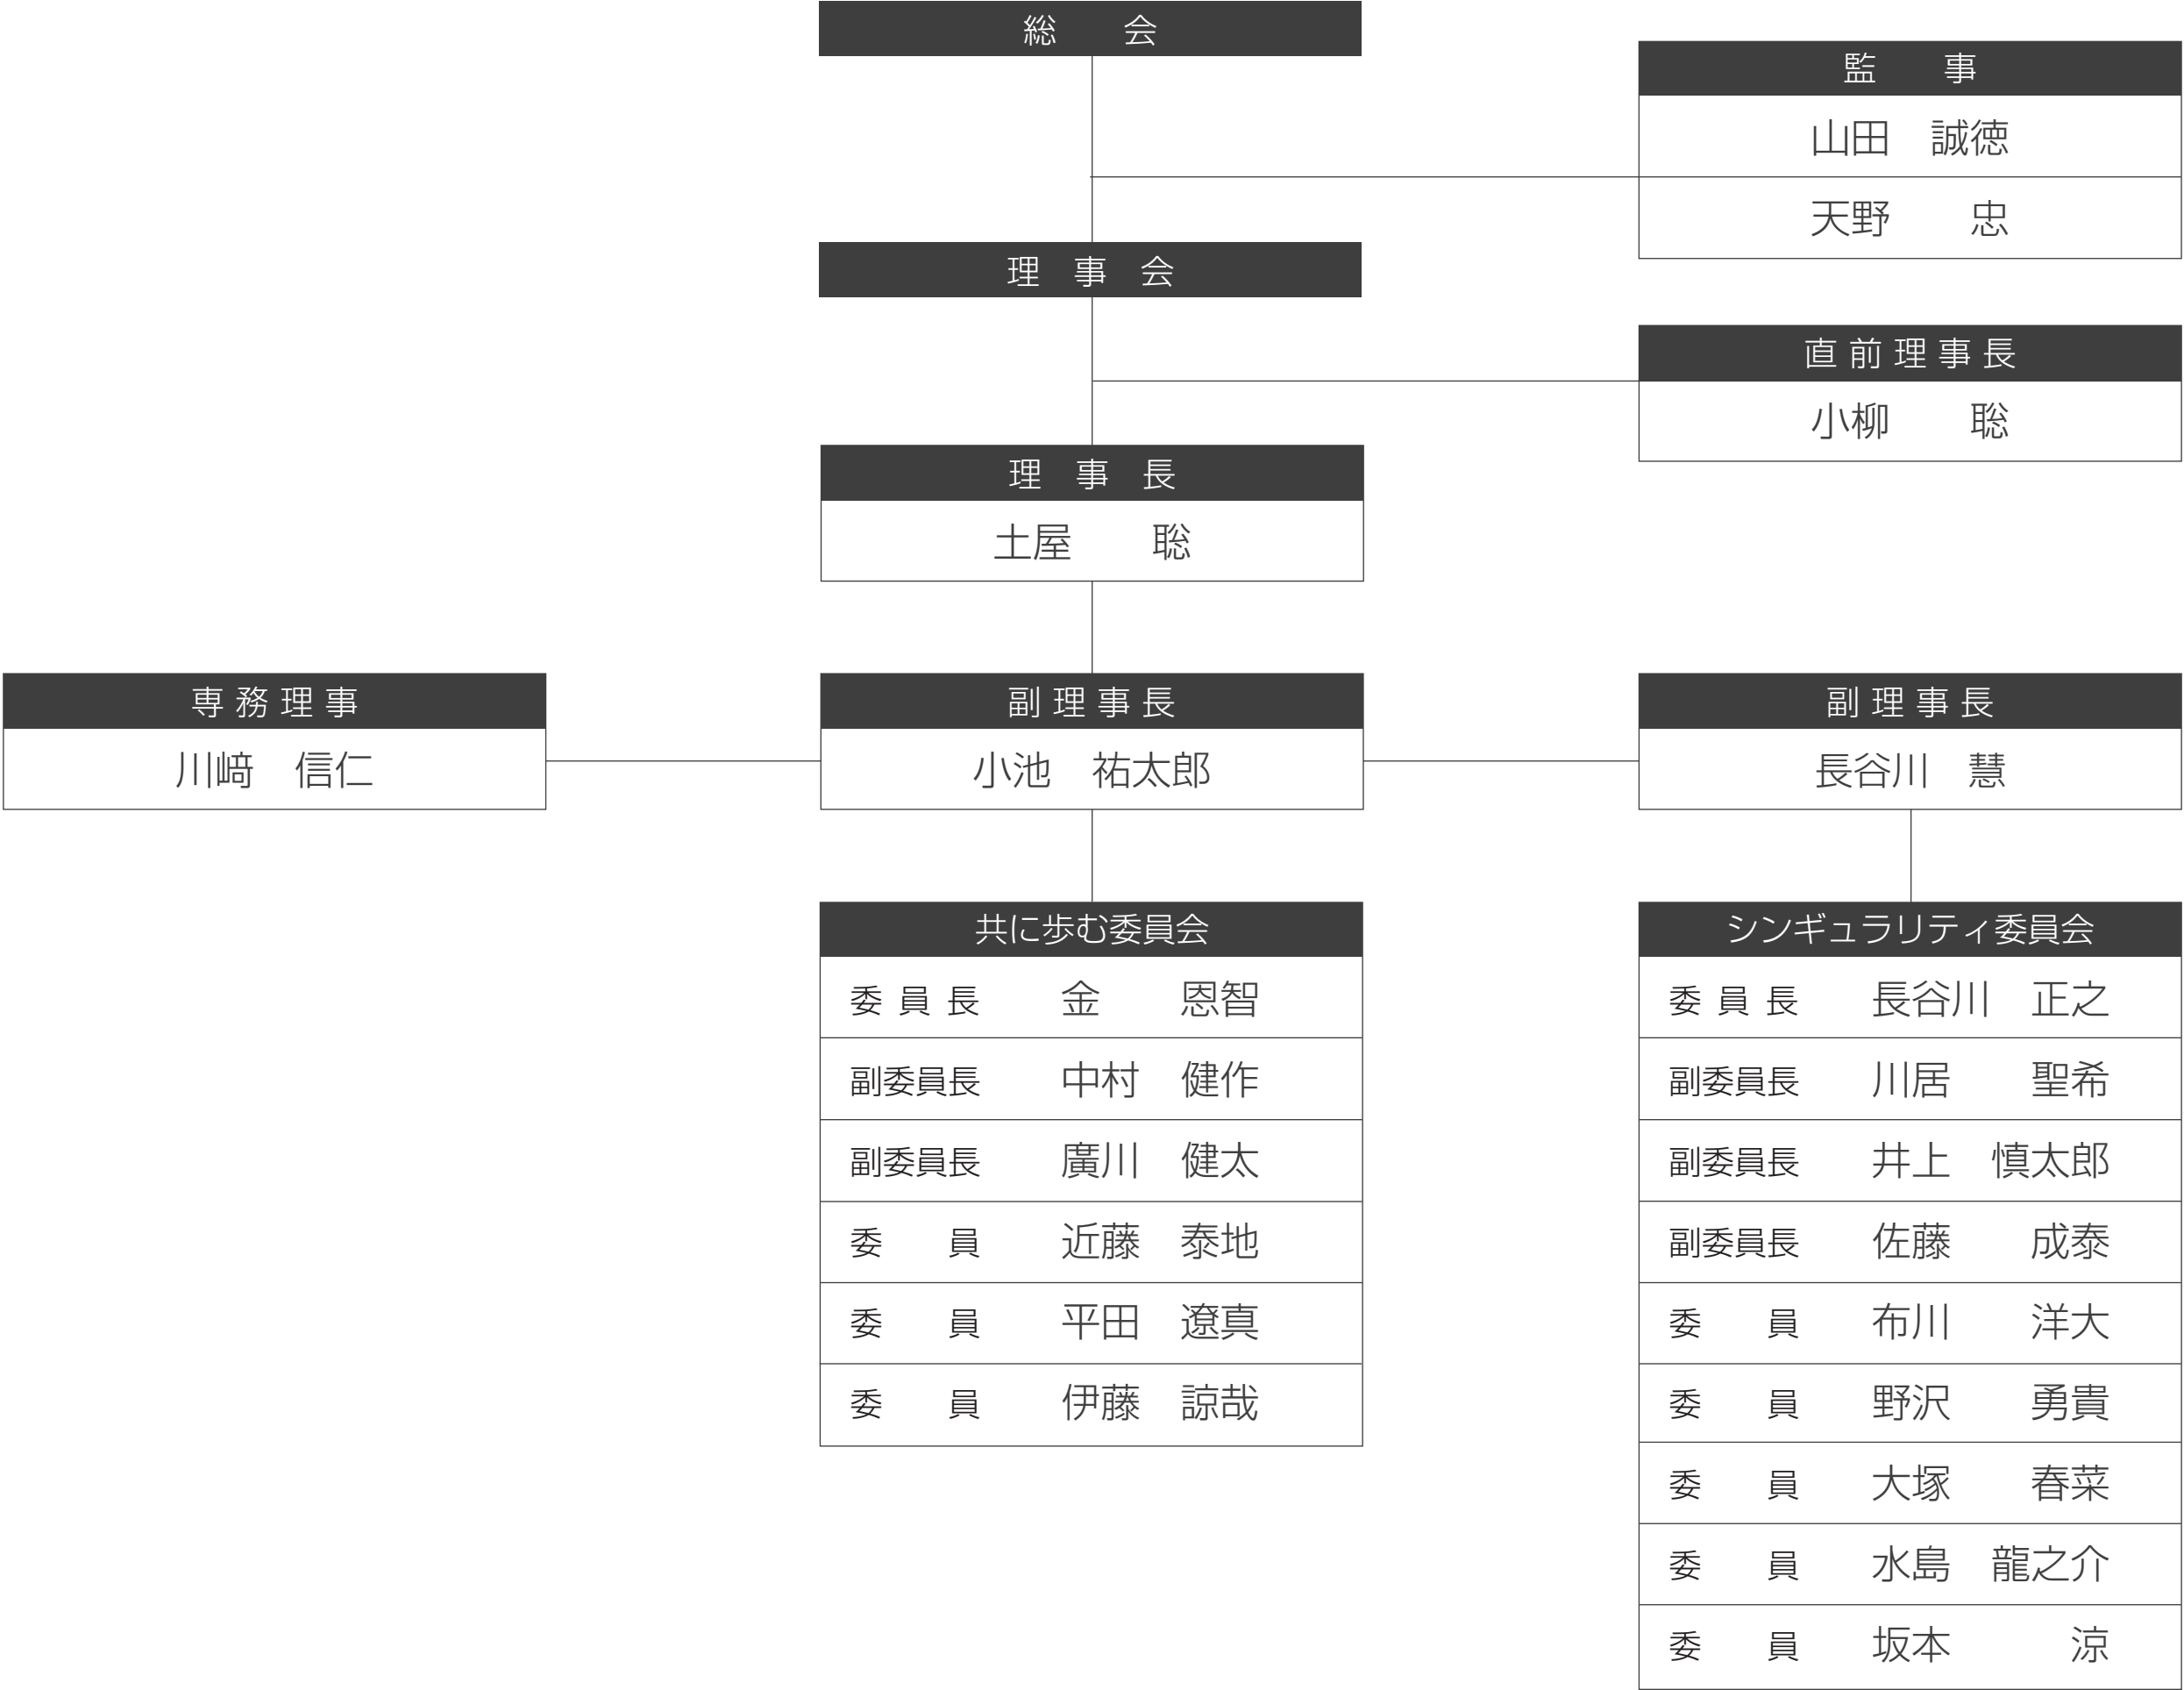 総　会
監　事
山田　誠徳
天野　　忠
理　事　会
直前理事長
小柳　　聡
理　事　長
土屋　　聡
専務理事
川﨑　信仁
副理事長
小池　祐太郎
副理事長
長谷川　慧
共に歩む委員会
委員長　金　　恩智
副委員長　中村　健作
副委員長　廣川　健太
委　　員　近藤　泰地
委　　員　平田　遼真
委　　員　伊藤　諒哉
シンギュラリティ委員会
委員長　長谷川　正之
副委員長　川居　　聖希
副委員長　井上　慎太郎
副委員長　佐藤　　成泰
委　　員　布川　　洋大
委　　員　野沢　　勇貴
委　　員　大塚　　春菜
委　　員　水島　龍之介
委　　員　坂本　　　涼